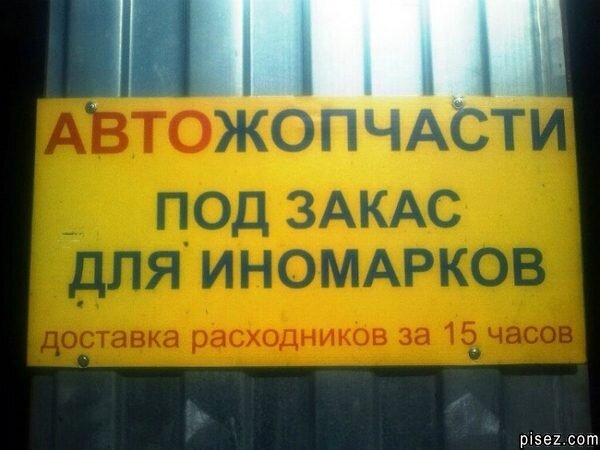 АВТОЖОПЧАСТИ
ПОД ЗАКАС
ДЛЯ ИНОМАРКОВ
доставка расходников за 15 часов
pisez.com